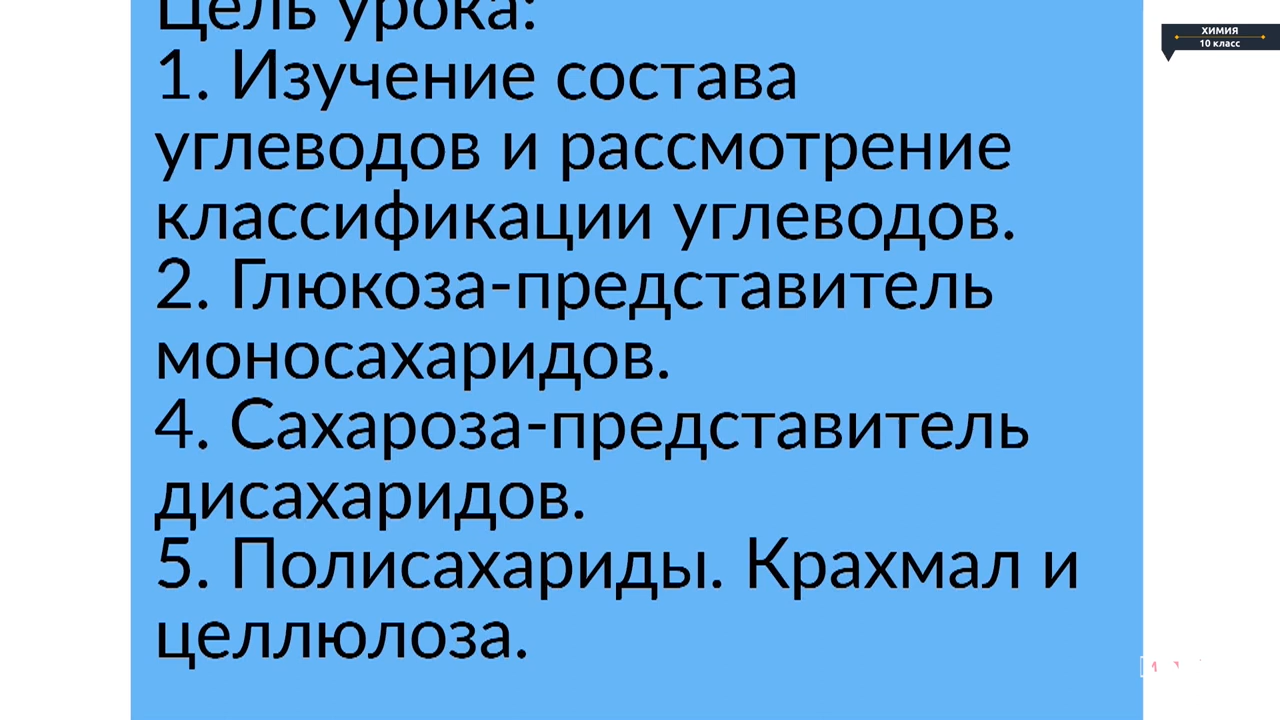 Цель урока:
1. Изучение состава
углеводов и рассмотрение
классификации углеводов.
2. Глюкоза-представитель
моносахаридов.
4. Сахароза-представитель
дисахаридов.
5. Полисахариды. Крахмал и
целлюлоза.
ХИМИЯ
10 класс